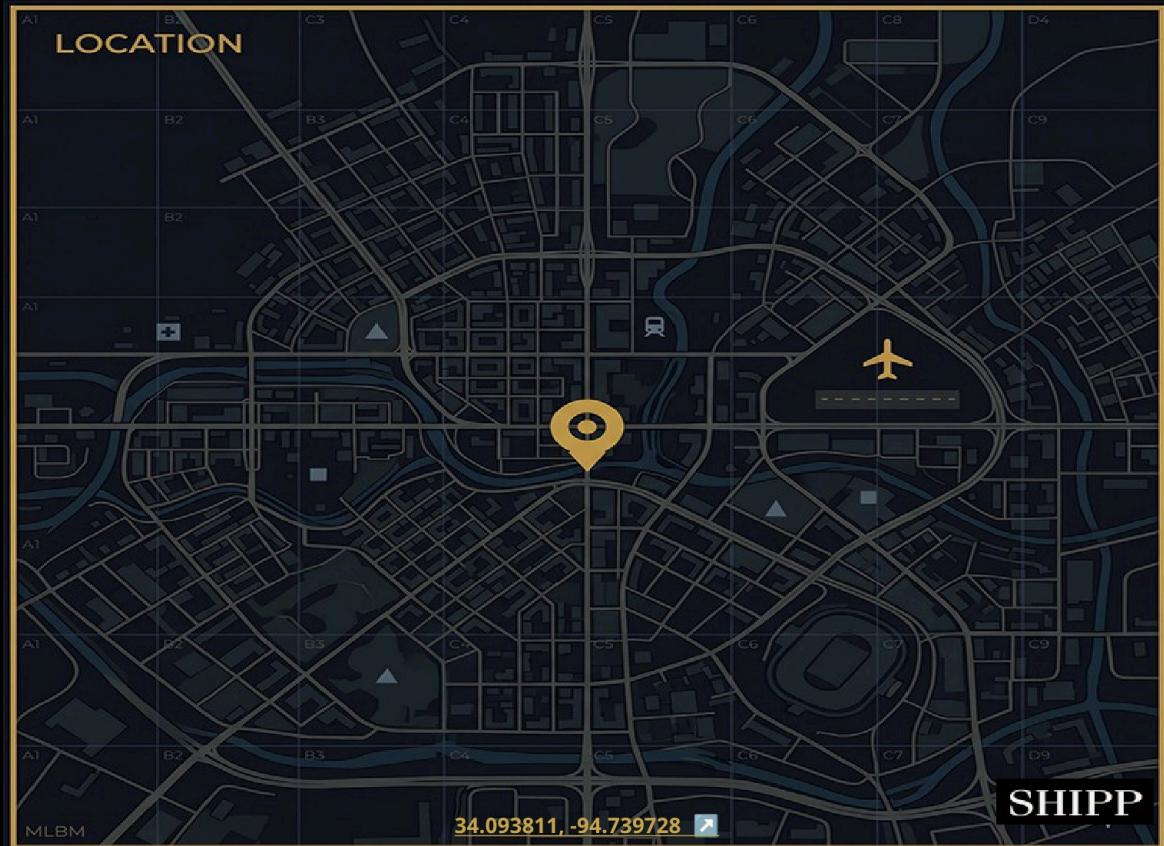 A1 B2 C3 C4 C5 C6 C8 D4
LOCATION
A1 B2 B3 C4 C5 C6 C7 C9
A1 B2
A1
A1
A1 B2 B3 C4 C5 C6 C7 C9
A1 B2 B3 C4 C5 C6 C7 D9
SHIPP
MLBM
34.093811, -94.739728